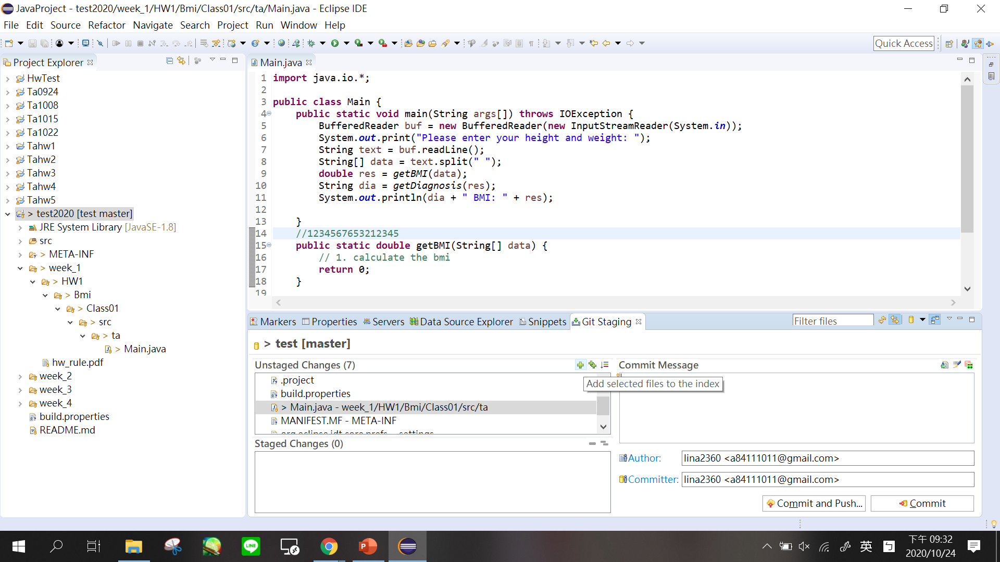 JavaProject - test2020/week_1/HW1/Bmi/Class01/src/ta/Main.java - Eclipse IDE
File Edit Source Refactor Navigate Search Project Run Window Help
Quick Access
Project Explorer
HwTest
Ta0924
Ta1008
Ta1015
Ta1022
Tahw1
Tahw2
Tahw3
Tahw4
Tahw5
> test2020 [test master]
JRE System Library [JavaSE-1.8]
src
> META-INF
> week_1
> HW1
> Bmi
> Class01
> src
> ta
> Main.java
hw_rule.pdf
week_2
week_3
week_4
build.properties
README.md
Main.java
1 import java.io.*;
2
3 public class Main {
4 public static void main(String args[]) throws IOException {
5 BufferedReader buf = new BufferedReader(new InputStreamReader(System.in));
6 System.out.print("Please enter your height and weight: ");
7 String text = buf.readLine();
8 String[] data = text.split(" ");
9 double res = getBMI(data);
10 String dia = getDiagnosis(res);
11 System.out.println(dia + " BMI: " + res);
12
13 }
14 //1234567653212345
15 public static double getBMI(String[] data) {
16 // 1. calculate the bmi
17 return 0;
18 }
19
Markers Properties Servers Data Source Explorer Snippets Git Staging
Filter files
> test [master]
Unstaged Changes (7)
.project
build.properties
> Main.java - week_1/HW1/Bmi/Class01/src/ta
MANIFEST.MF - META-INF
Staged Changes (0)
Commit Message
Add selected files to the index
Author: lina2360 <a84111011@gmail.com>
Committer: lina2360 <a84111011@gmail.com>
Commit and Push...
Commit
LINE
P
英
ㄅ
下午 09:32
2020/10/24